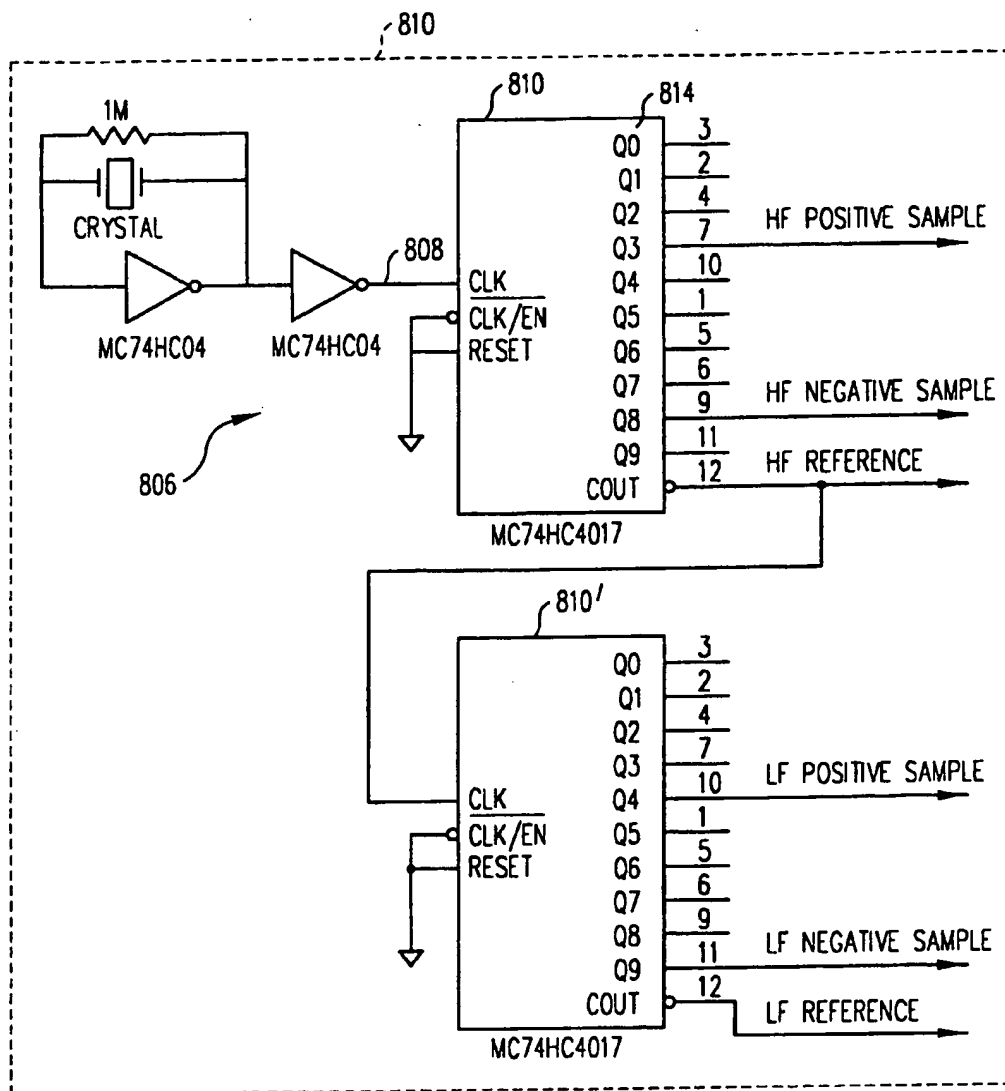 810
1M
CRYSTAL
MC74HC04
MC74HC04
808
806
810
814
CLK
CLK/EN
RESET
Q0 3
Q1 2
Q2 4
Q3 7 HF POSITIVE SAMPLE
Q4 10
Q5 1
Q6 5
Q7 6
Q8 9 HF NEGATIVE SAMPLE
Q9 11
COUT 12 HF REFERENCE
MC74HC4017
810'
CLK
CLK/EN
RESET
Q0 3
Q1 2
Q2 4
Q3 7
Q4 10 LF POSITIVE SAMPLE
Q5 1
Q6 5
Q7 6
Q8 9
Q9 11 LF NEGATIVE SAMPLE
COUT 12 LF REFERENCE
MC74HC4017